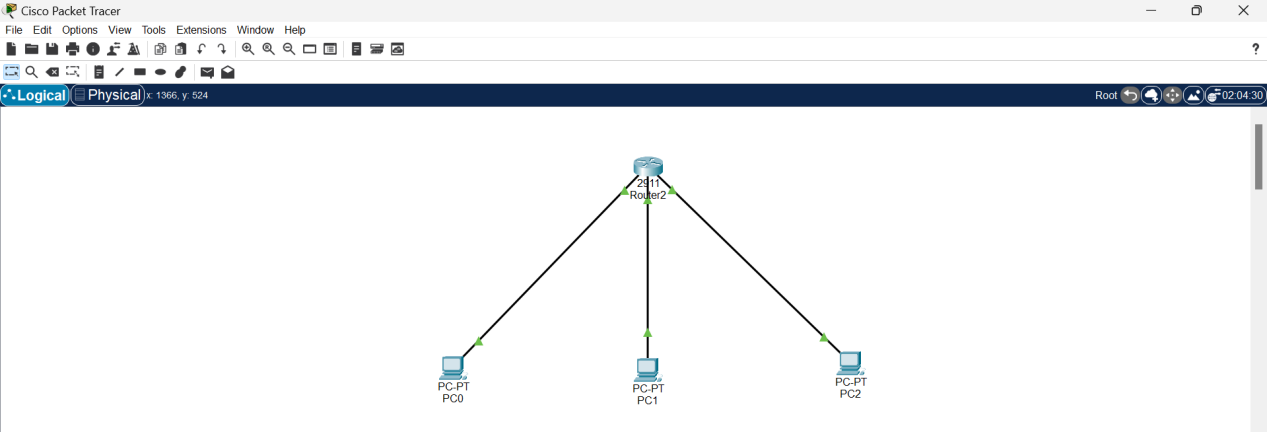 Cisco Packet Tracer
File Edit Options View Tools Extensions Window Help
?
Logical Physical x: 1366, y: 524 Root 02:04:30
2911
Router2
PC-PT
PC0
PC-PT
PC1
PC-PT
PC2